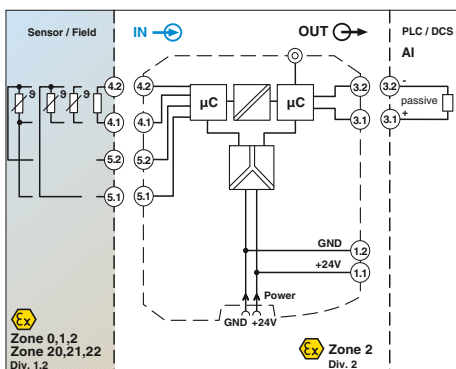 Sensor / Field
IN
OUT
PLC / DCS
AI
ϑ ϑ ϑ
4.2
4.2
µC
µC
3.2
3.2
-
passive
+
4.1
4.1
3.1
3.1
5.2
5.2
5.1
5.1
GND
1.2
+24V
1.1
Power
GND +24V
Ex
Zone 0,1,2
Zone 20,21,22
Div. 1,2
Ex
Zone 2
Div. 2